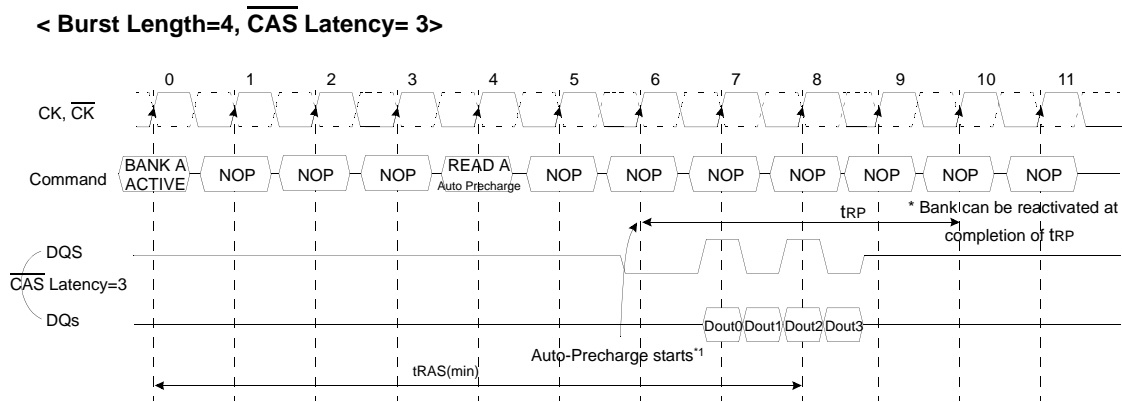 < Burst Length=4, CAS Latency= 3>
0 1 2 3 4 5 6 7 8 9 10 11
CK, CK
Command
BANK A
ACTIVE
NOP NOP NOP
READ A
Auto Precharge
NOP NOP NOP NOP NOP NOP NOP
tRP
* Bank can be reactivated at
completion of tRP
DQS
CAS Latency=3
DQs
Dout0 Dout1 Dout2 Dout3
Auto-Precharge starts*1
tRAS(min)